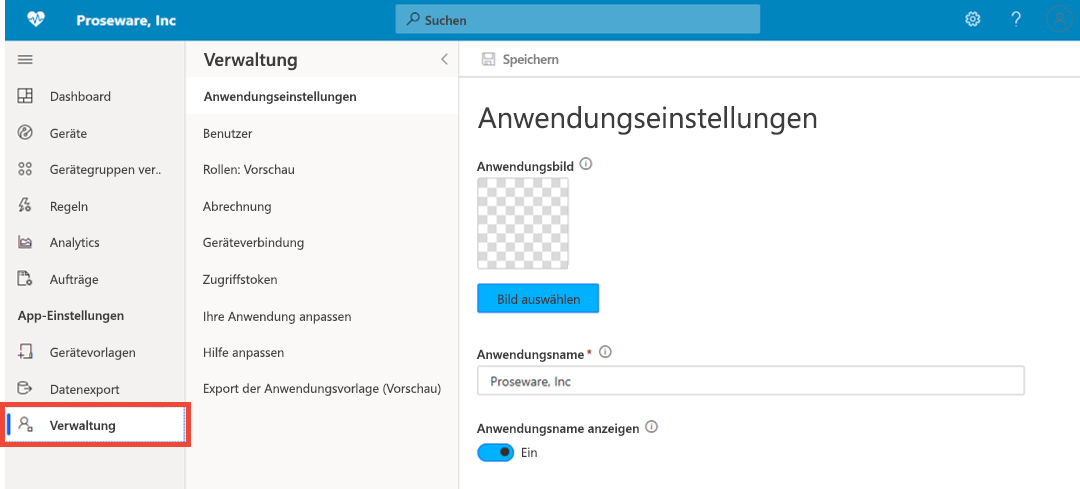 Proseware, Inc
Suchen
Dashboard
Geräte
Gerätegruppen ver..
Regeln
Analytics
Aufträge
App-Einstellungen
Gerätevorlagen
Datenexport
Verwaltung
Verwaltung
Anwendungseinstellungen
Benutzer
Rollen: Vorschau
Abrechnung
Geräteverbindung
Zugriffstoken
Ihre Anwendung anpassen
Hilfe anpassen
Export der Anwendungsvorlage (Vorschau)
Speichern
Anwendungseinstellungen
Anwendungsbild
Bild auswählen
Anwendungsname *
Proseware, Inc
Anwendungsname anzeigen
Ein